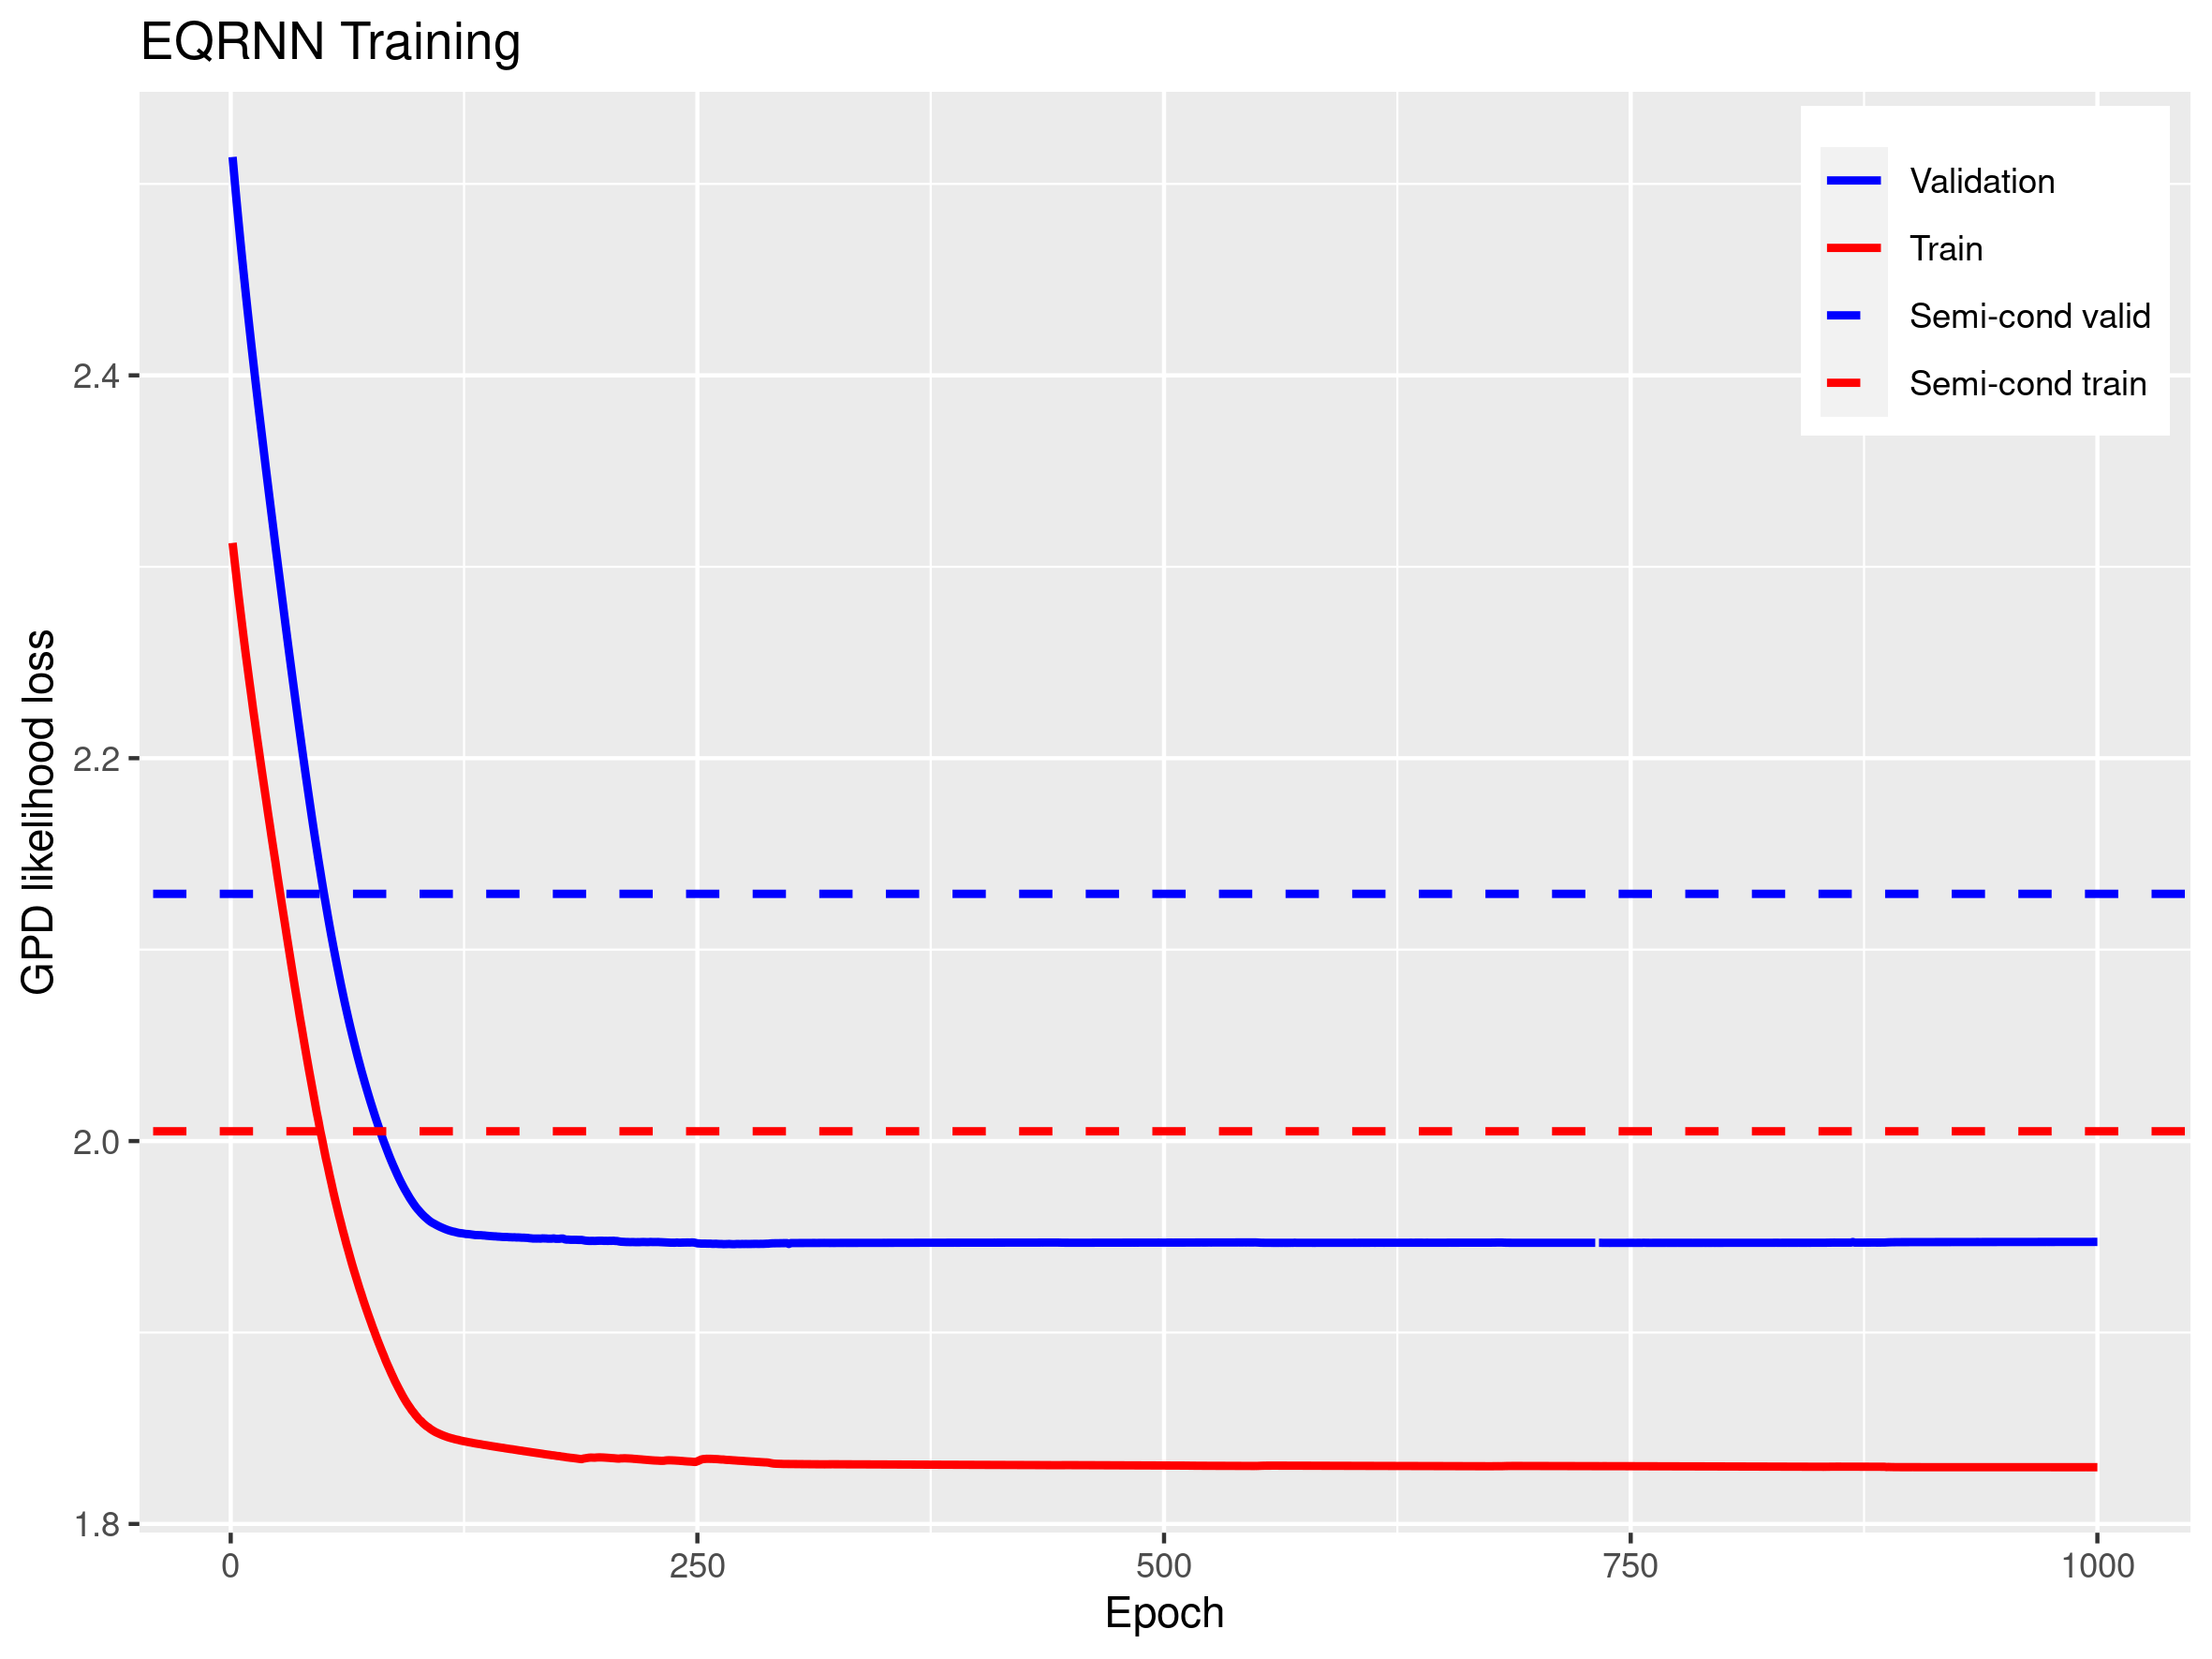 EQRNN Training
Validation
Train
Semi-cond valid
Semi-cond train
GPD likelihood loss
2.4
2.2
2.0
1.8
0 250 500 750 1000
Epoch